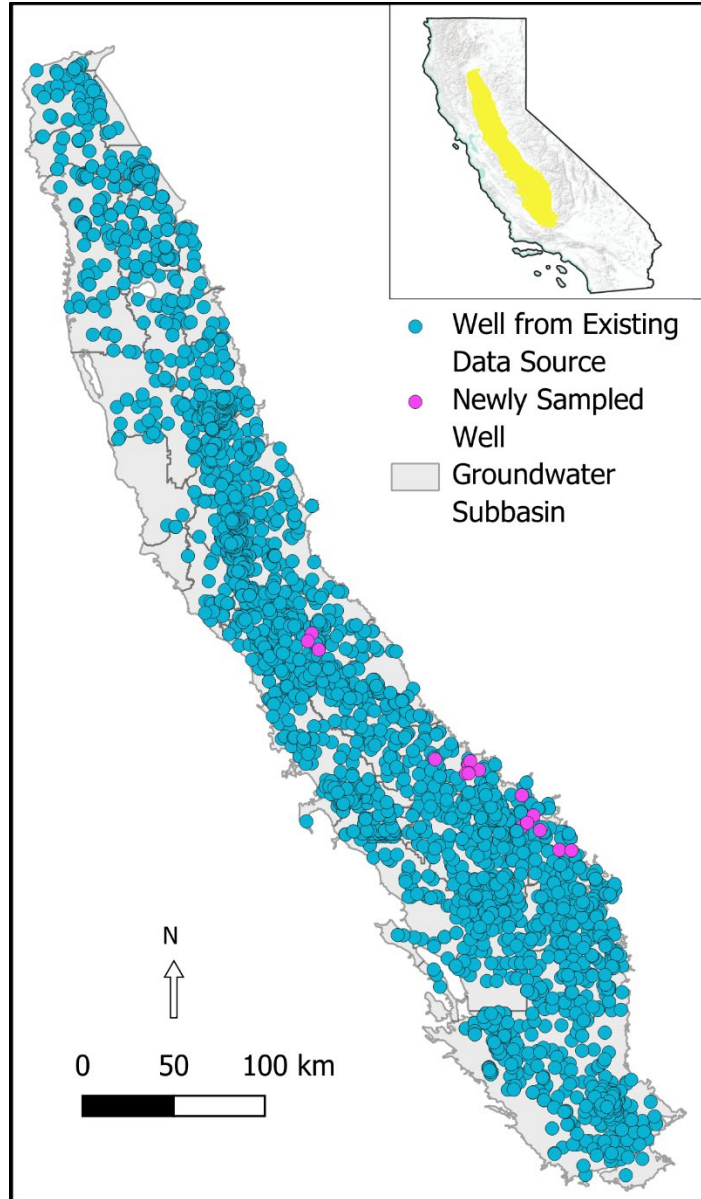 Well from Existing
Data Source
Newly Sampled
Well
Groundwater
Subbasin
N
0 50 100 km